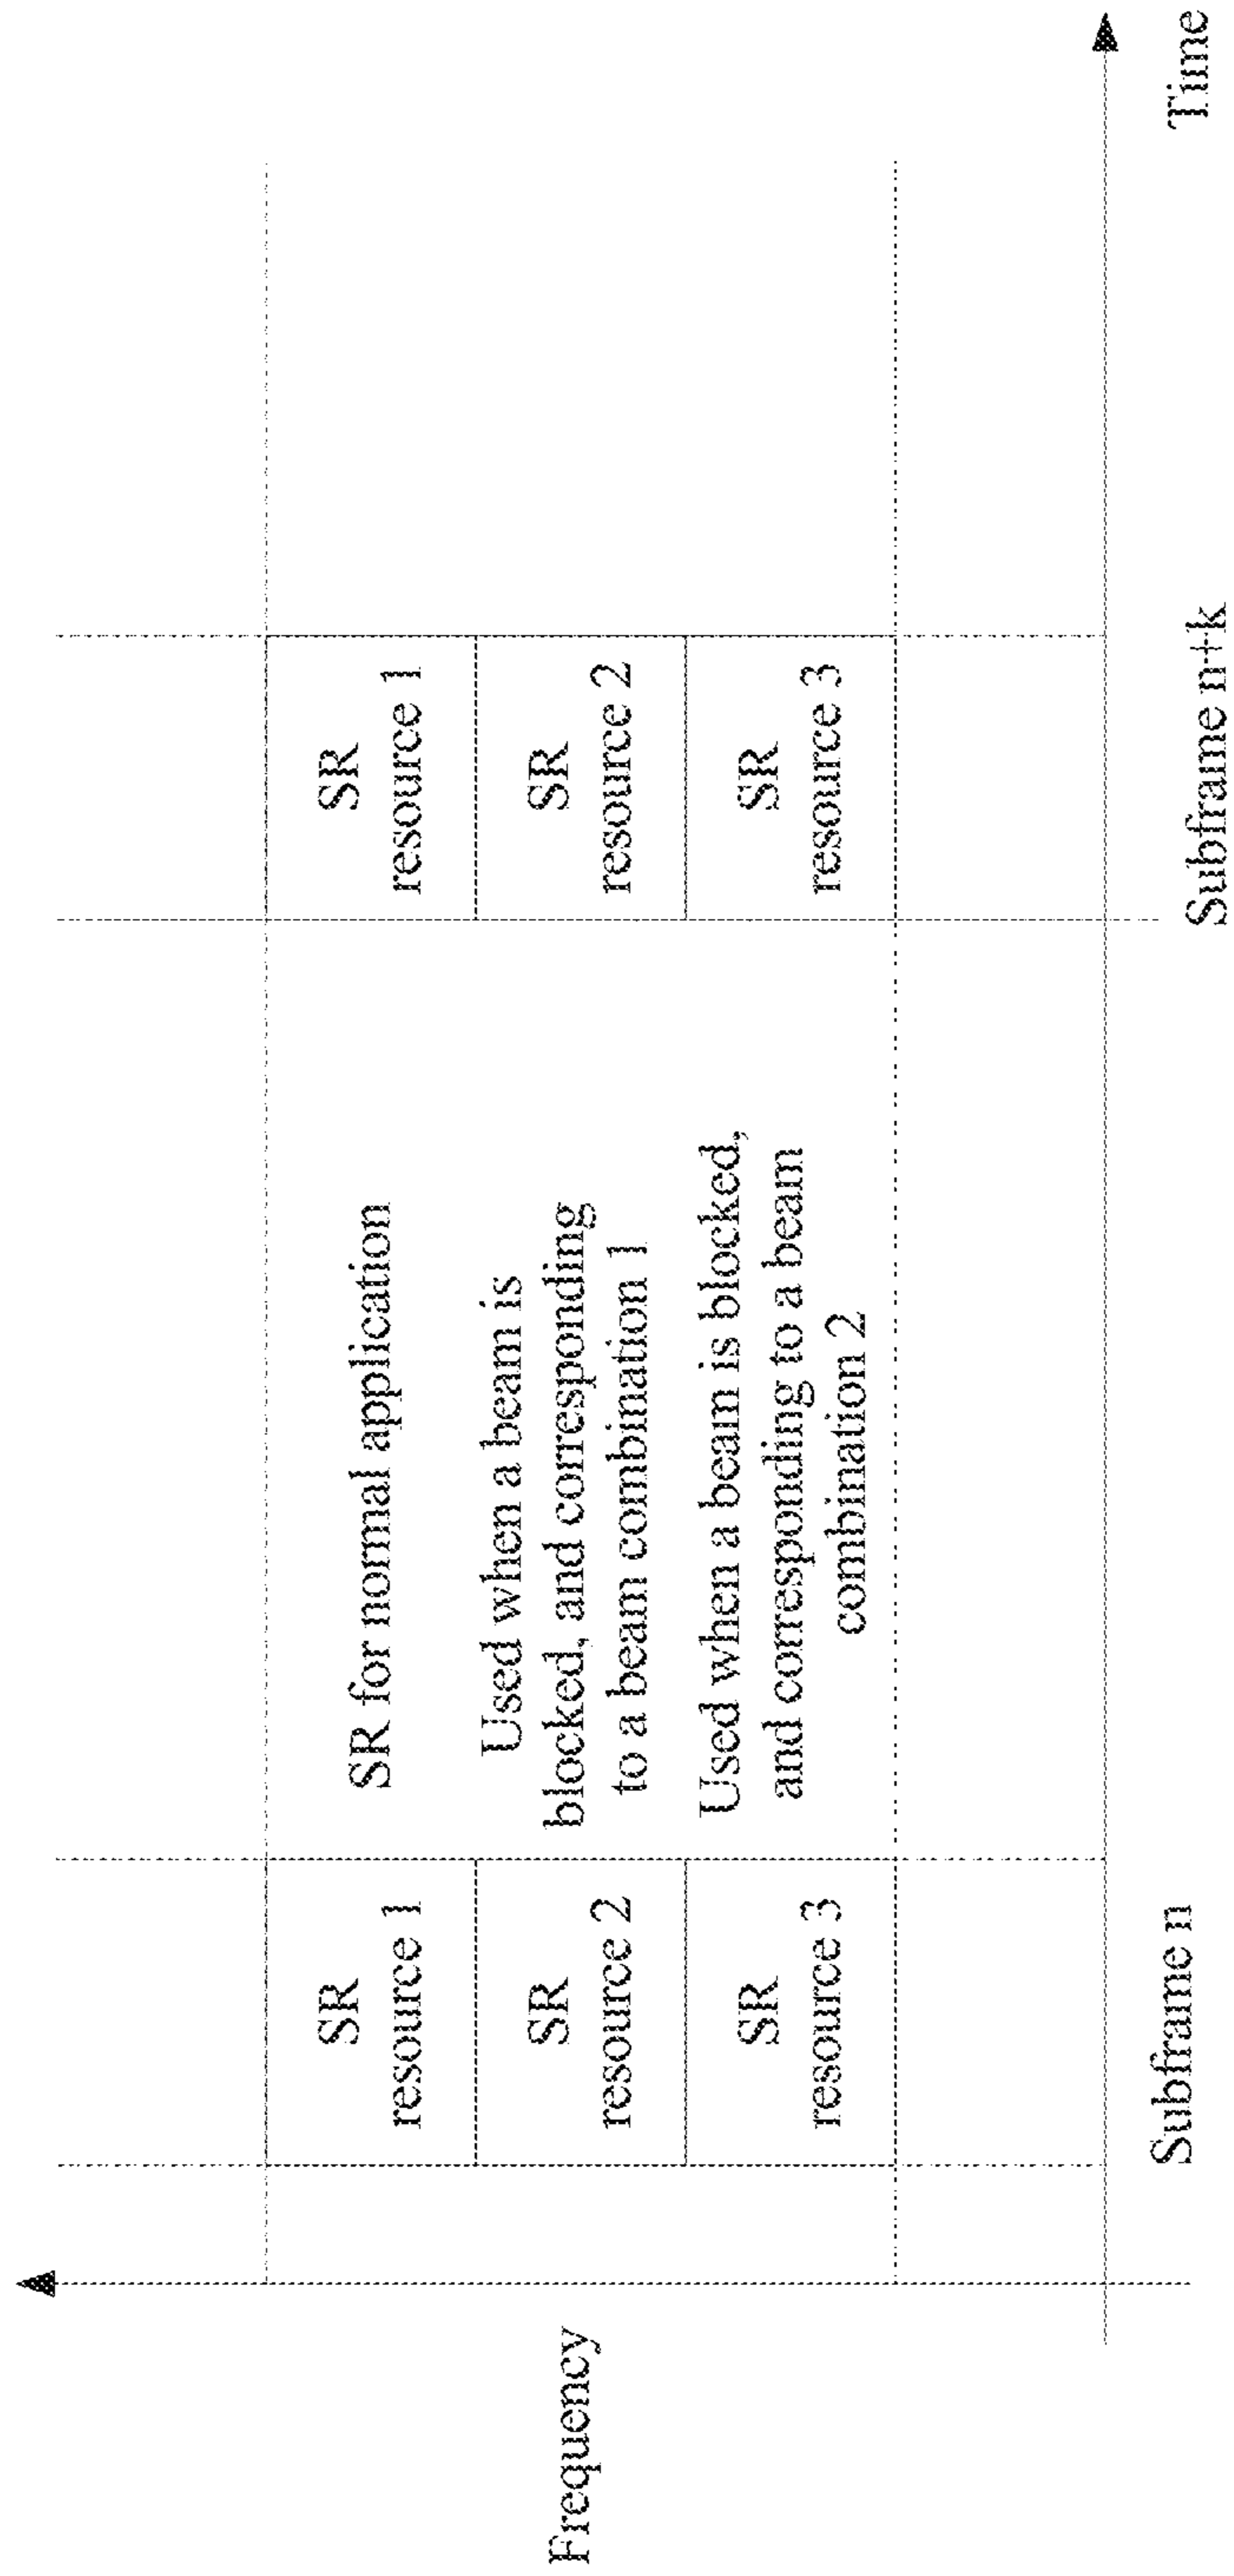 Frequency
SR
resource 1
SR
resource 2
SR
resource 3
SR for normal application
Used when a beam is
blocked, and corresponding
to a beam combination 1
Used when a beam is blocked,
and corresponding to a beam
combination 2
SR
resource 1
SR
resource 2
SR
resource 3
Subframe n
Subframe n+k
Time